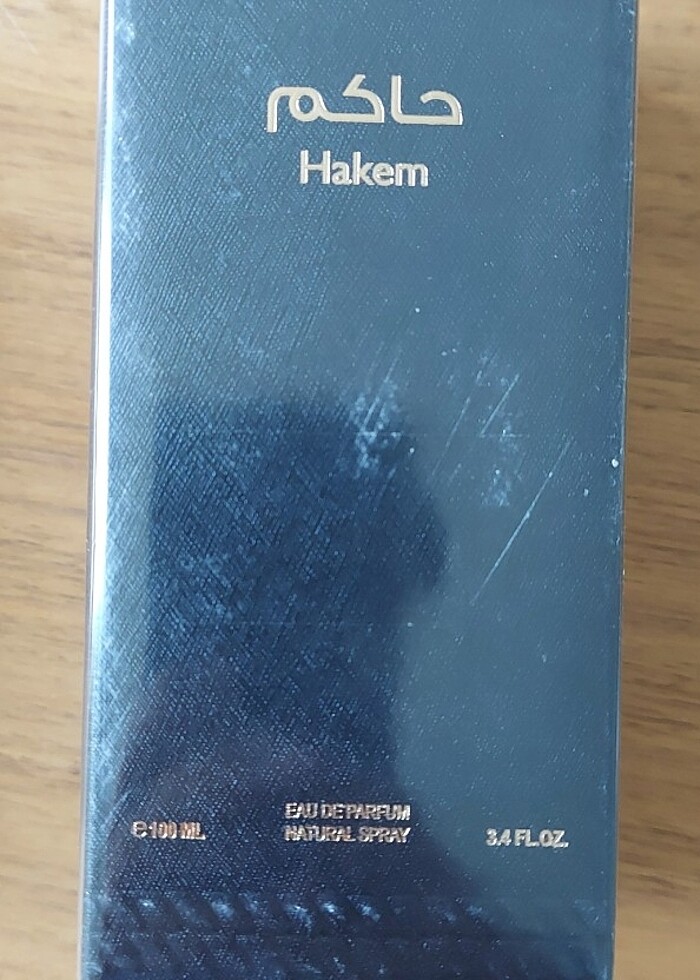 حاكم
Hakem
e 100 ML
EAU DE PARFUM
NATURAL SPRAY
3.4 FL.OZ.